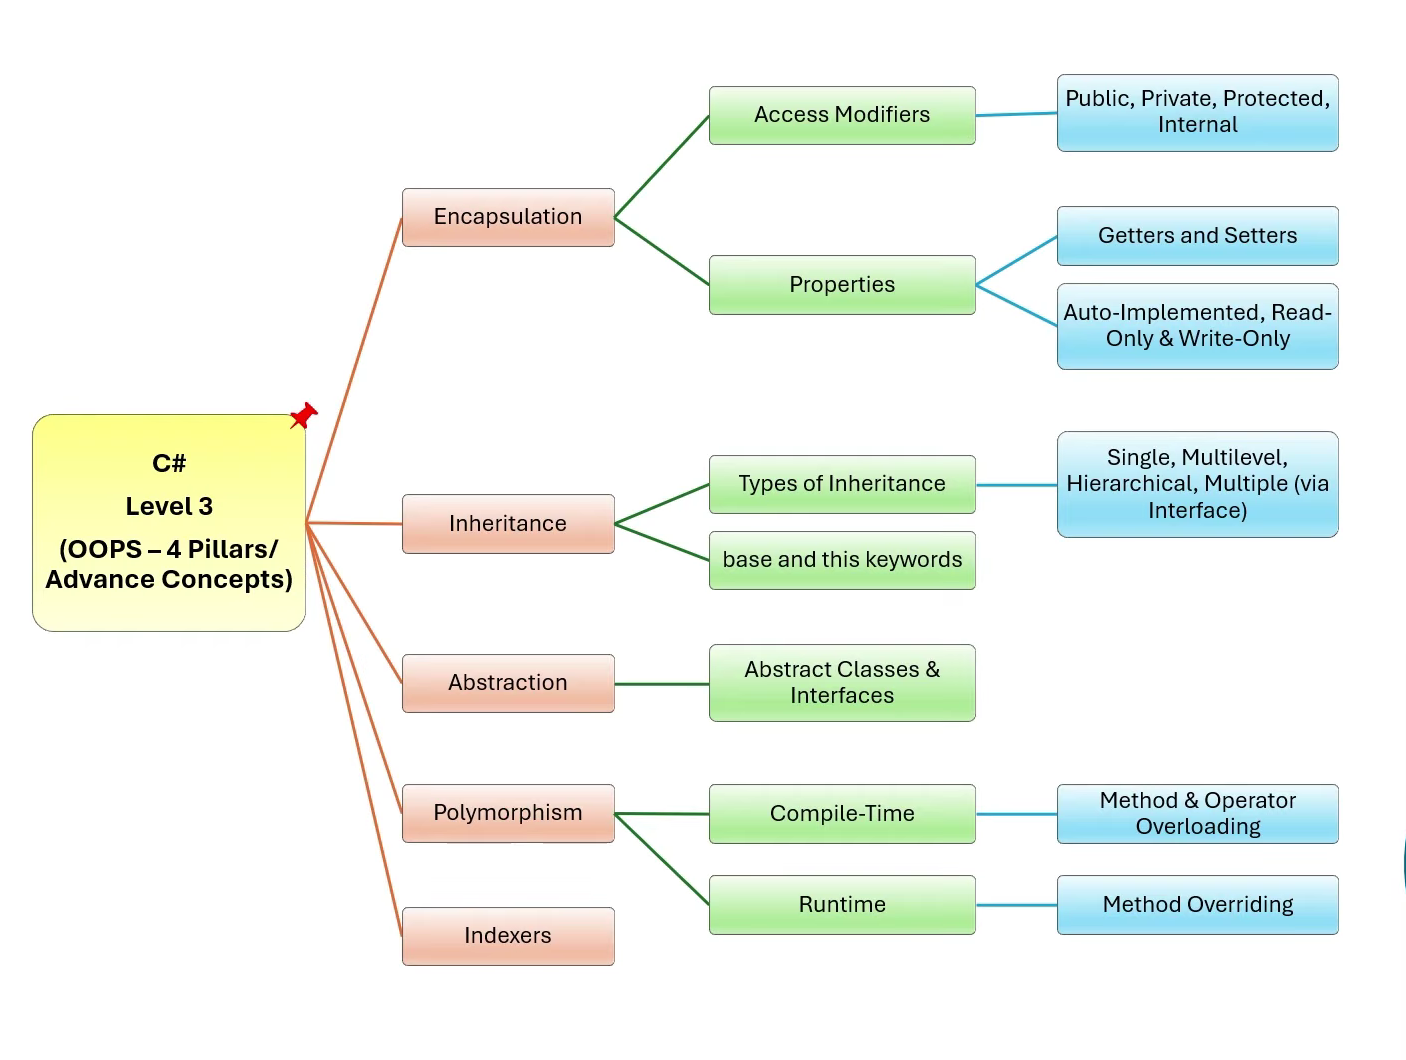 C#
Level 3
(OOPS – 4 Pillars/
Advance Concepts)
Encapsulation
Access Modifiers
Public, Private, Protected,
Internal
Properties
Getters and Setters
Auto-Implemented, Read-
Only & Write-Only
Inheritance
Types of Inheritance
Single, Multilevel,
Hierarchical, Multiple (via
Interface)
base and this keywords
Abstraction
Abstract Classes &
Interfaces
Polymorphism
Compile-Time
Method & Operator
Overloading
Runtime
Method Overriding
Indexers